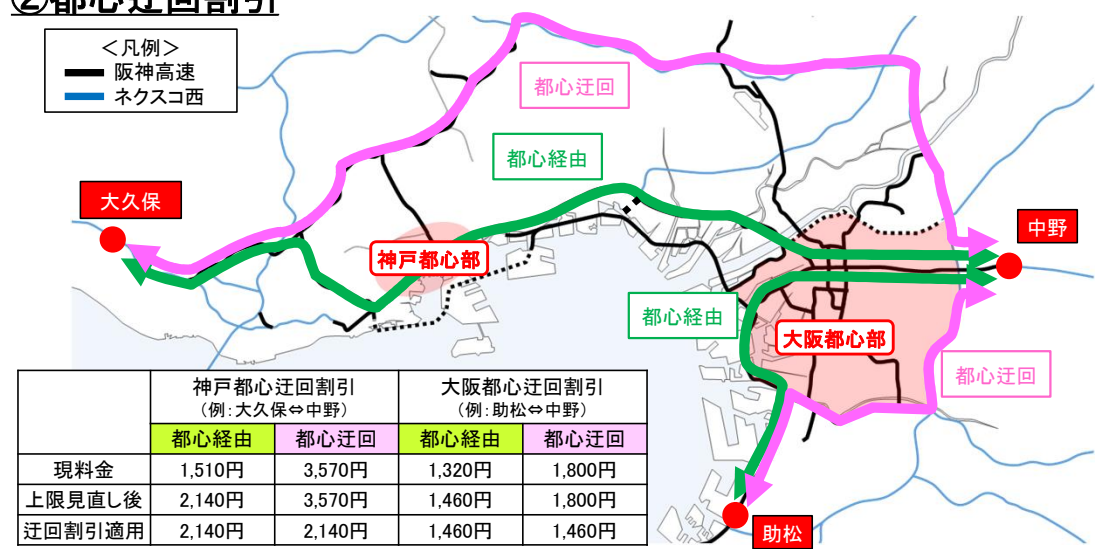 ②都心迂回割引
＜凡例＞
阪神高速
ネクスコ西
都心迂回
都心経由
大久保
中野
神戸都心部
都心経由
大阪都心部
都心迂回
神戸都心迂回割引 大阪都心迂回割引
（例：大久保⇔中野） （例：助松⇔中野）
都心経由 都心迂回 都心経由 都心迂回
現料金 1,510円 3,570円 1,320円 1,800円
上限見直し後 2,140円 3,570円 1,460円 1,800円
迂回割引適用 2,140円 2,140円 1,460円 1,460円
助松